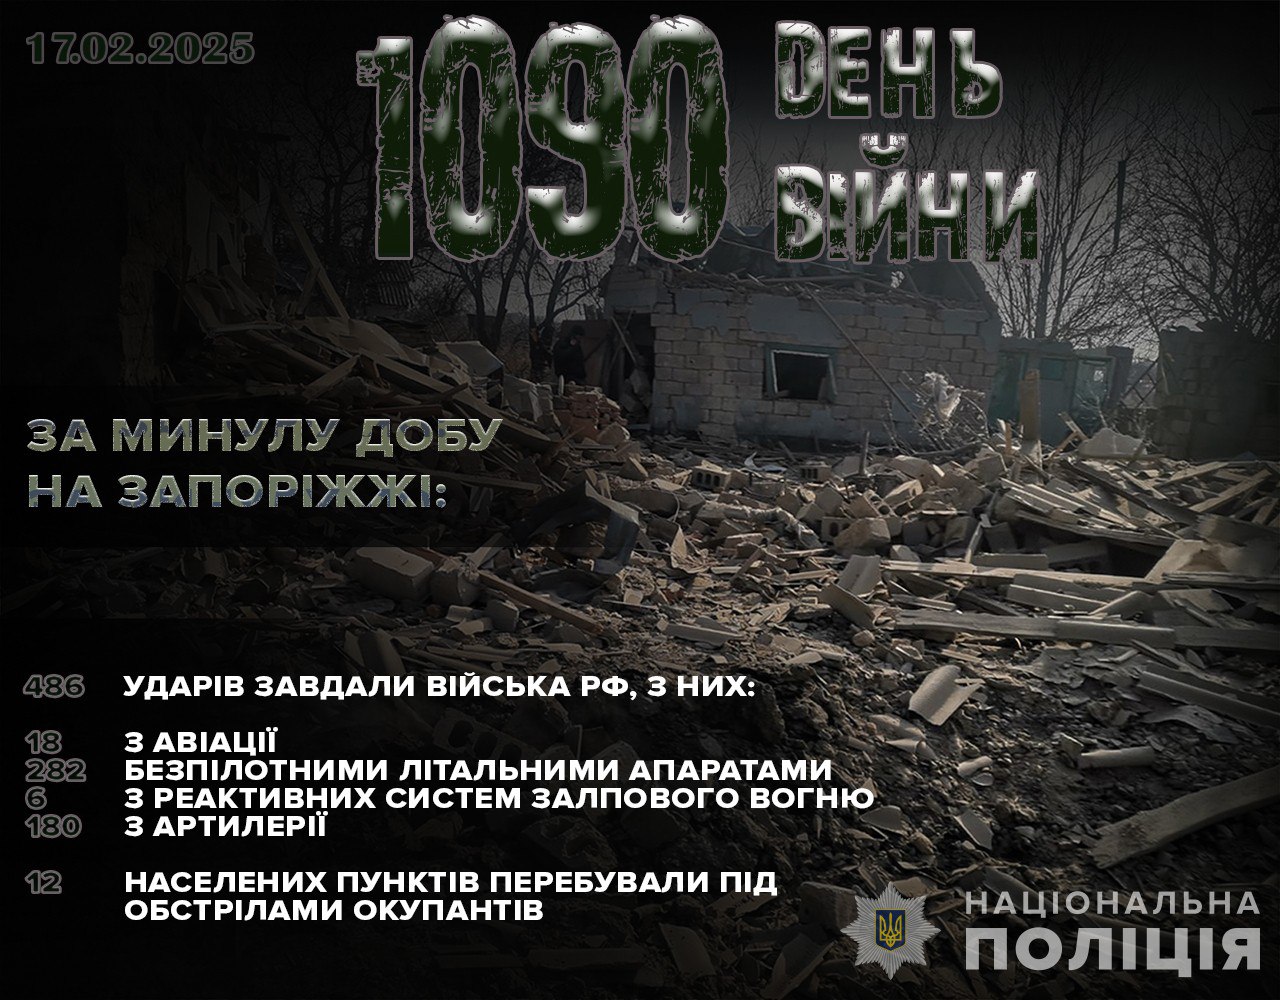 17.02.2025
1090 ДЕНЬ
ВІЙНИ
ЗА МИНУЛУ ДОБУ
НА ЗАПОРІЖЖІ:
486 УДАРІВ ЗАВДАЛИ ВІЙСЬКА РФ, З НИХ:
18 З АВІАЦІЇ
282 БЕЗПІЛОТНИМИ ЛІТАЛЬНИМИ АПАРАТАМИ
6 З РЕАКТИВНИХ СИСТЕМ ЗАЛПОВОГО ВОГНЮ
180 З АРТИЛЕРІЇ
12 НАСЕЛЕНИХ ПУНКТІВ ПЕРЕБУВАЛИ ПІД
ОБСТРІЛАМИ ОКУПАНТІВ
НАЦІОНАЛЬНА
ПОЛІЦІЯ